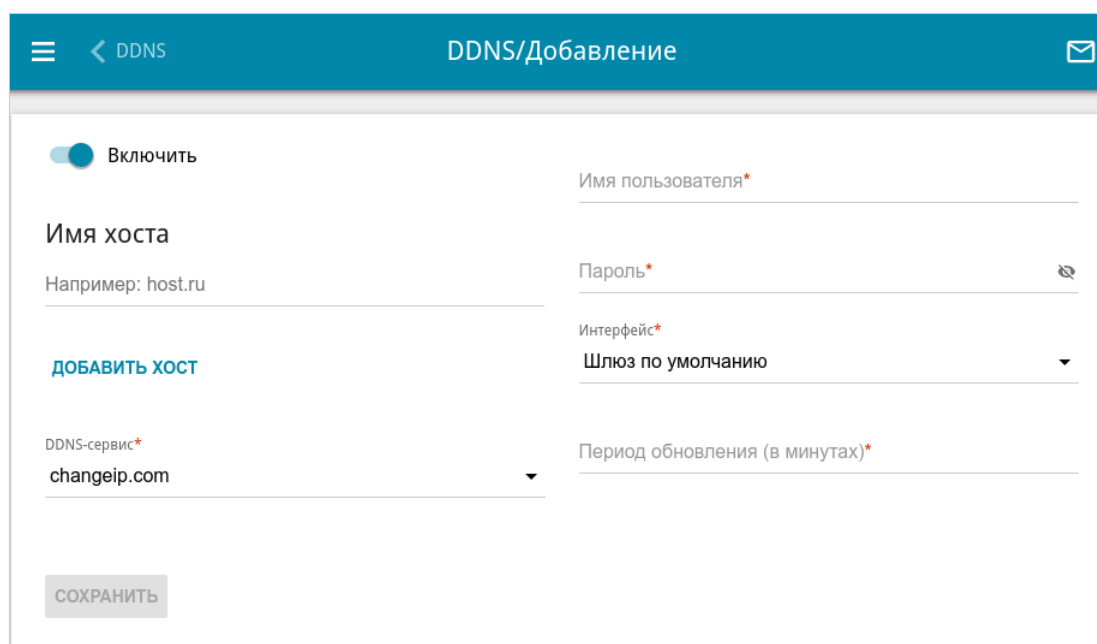 DDNS
DDNS/Добавление
Включить
Имя хоста
Например: host.ru
ДОБАВИТЬ ХОСТ
DDNS-сервис*
changeip.com
СОХРАНИТЬ
Имя пользователя*
Пароль*
Интерфейс*
Шлюз по умолчанию
Период обновления (в минутах)*